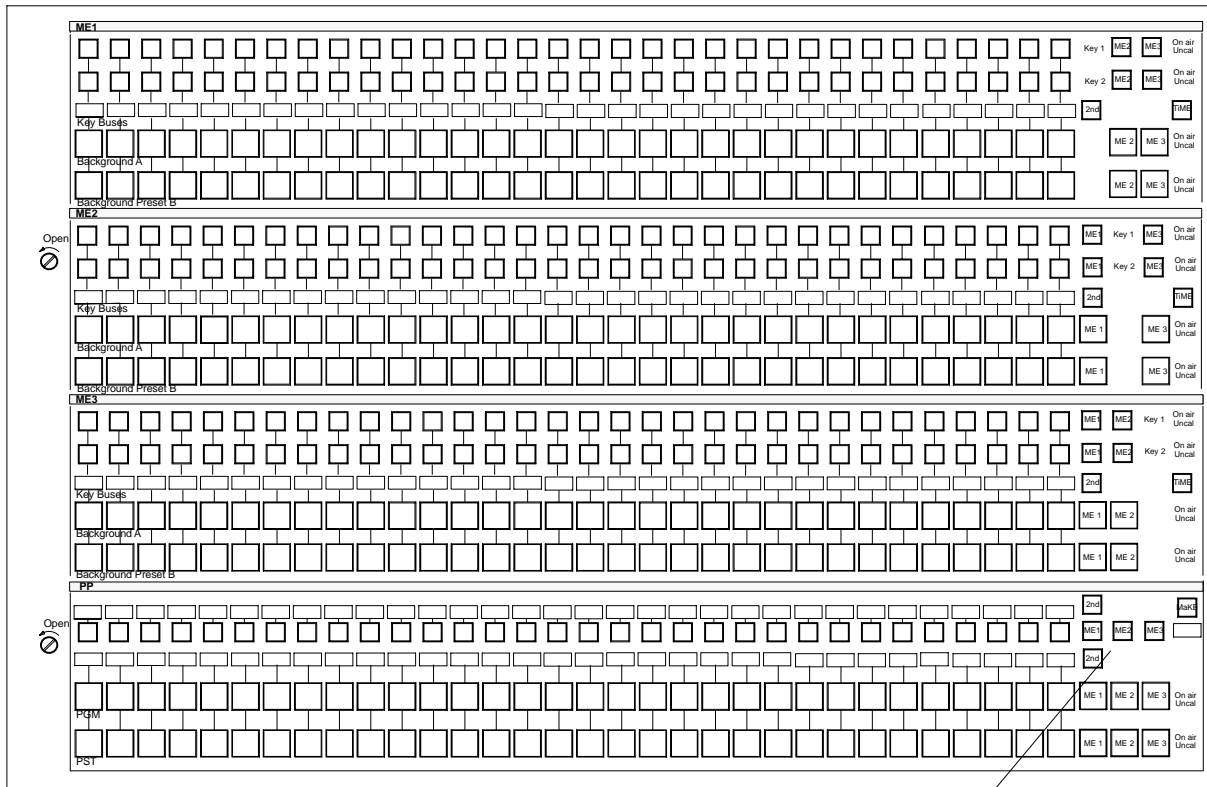 ME1
Key 1 ME2 ME3 On air
Uncal
Key 2 ME2 ME3 On air
Uncal
2nd TiME
Key Buses
ME 2 ME 3 On air
Uncal
Background A
ME 2 ME 3 On air
Uncal
Background Preset B
ME2
Open
ME1 Key 1 ME3 On air
Uncal
ME1 Key 2 ME3 On air
Uncal
2nd TiME
Key Buses
ME 1 ME 3 On air
Uncal
Background A
ME 1 ME 3 On air
Uncal
Background Preset B
ME3
ME1 ME2 Key 1 On air
Uncal
ME1 ME2 Key 2 On air
Uncal
2nd TiME
Key Buses
ME 1 ME 2 On air
Uncal
Background A
ME 1 ME 2 On air
Uncal
Background Preset B
PP
2nd MaKE
Open
ME1 ME2 ME3
2nd
ME 1 ME 2 ME 3 On air
Uncal
PGM
ME 1 ME 2 ME 3 On air
Uncal
PST